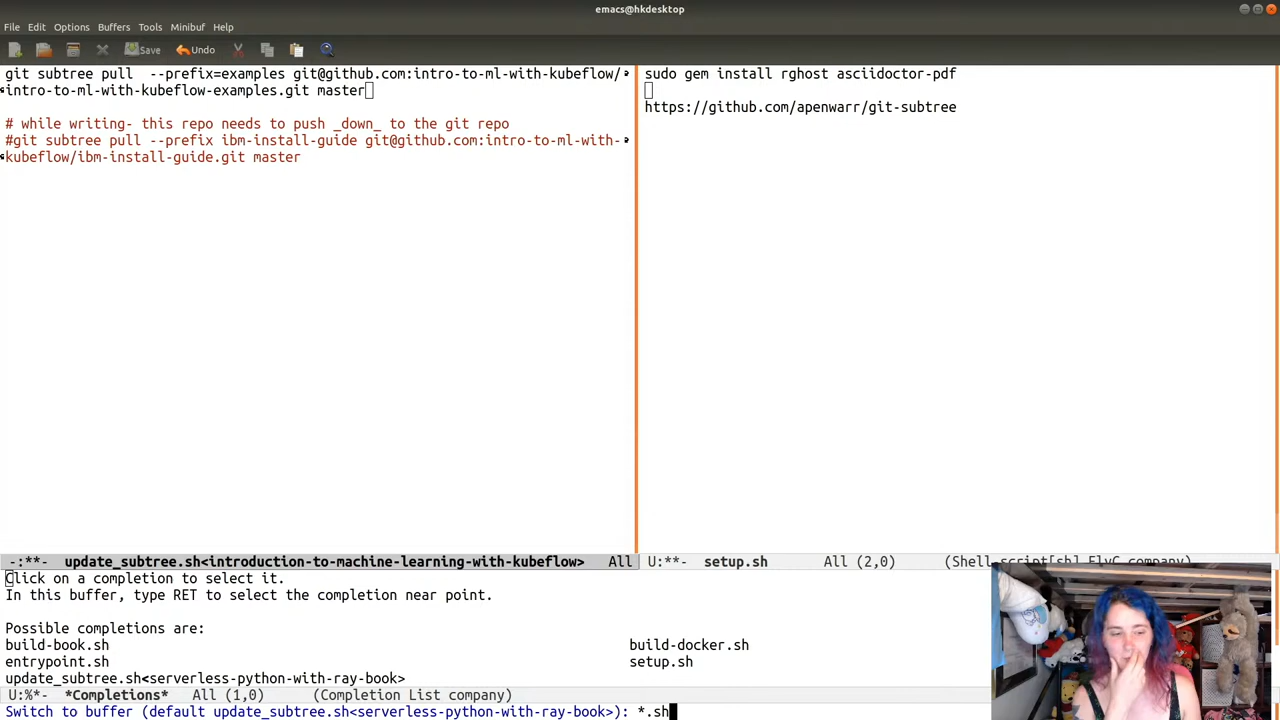 emacs@hkdesktop
File Edit Options Buffers Tools Minibuf Help
Save Undo
git subtree pull  --prefix=examples git@github.com:intro-to-ml-with-kubeflow/
intro-to-ml-with-kubeflow-examples.git master
# while writing- this repo needs to push _down_ to the git repo
#git subtree pull --prefix ibm-install-guide git@github.com:intro-to-ml-with-
kubeflow/ibm-install-guide.git master
sudo gem install rghost asciidoctor-pdf
https://github.com/apenwarr/git-subtree
-:**-  update_subtree.sh<introduction-to-machine-learning-with-kubeflow>   All
U:**-  setup.sh       All (2,0)      (Shell-script[sh] FlyC company)
Click on a completion to select it.
In this buffer, type RET to select the completion near point.
Possible completions are:
build-book.sh build-docker.sh
entrypoint.sh setup.sh
update_subtree.sh<serverless-python-with-ray-book>
U:%*-  *Completions*   All (1,0)      (Completion List company)
Switch to buffer (default update_subtree.sh<serverless-python-with-ray-book>): *.sh